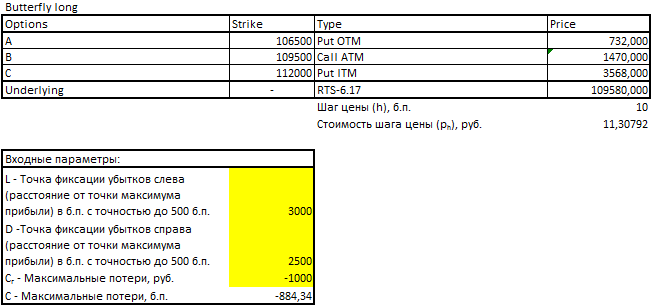 Butterfly long
Options Strike Type Price
A 106500 Put OTM 732,000
B 109500 Call ATM 1470,000
C 112000 Put ITM 3568,000
Underlying - RTS-6.17 109580,000
Шаг цены (h), б.п. 10
Стоимость шага цены (pₕ), руб. 11,30792
Входные параметры:
L - Точка фиксации убытков слева
(расстояние от точки максимума
прибыли) в б.п. с точностью до 500 б.п. 3000
D -Точка фиксации убытков справа
(расстояние от точки максимума
прибыли) в б.п. с точностью до 500 б.п. 2500
Cᵣ - Максимальные потери, руб. -1000
C - Максимальные потери, б.п. -884,34